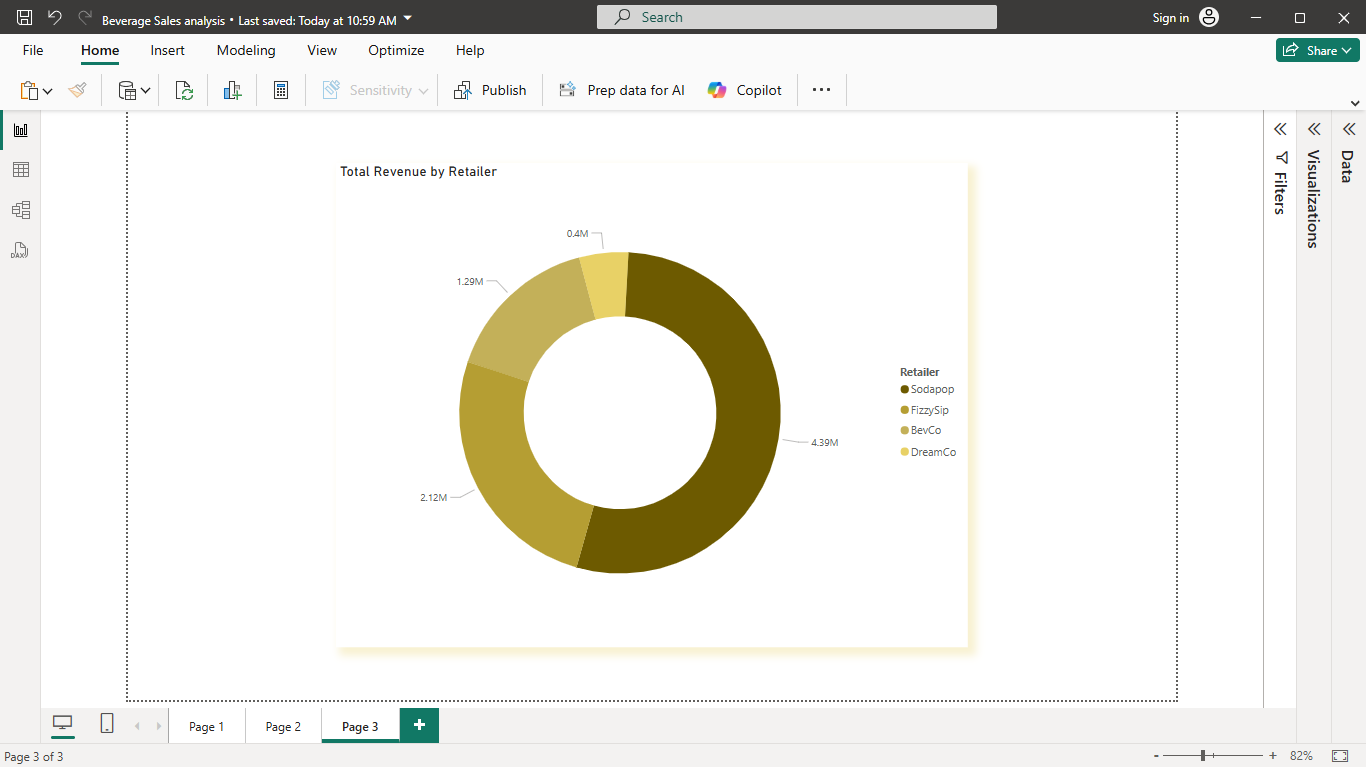 Beverage Sales analysis • Last saved: Today at 10:59 AM
Search
Sign in
File Home Insert Modeling View Optimize Help
Share
Sensitivity
Publish
Prep data for AI
Copilot
Total Revenue by Retailer
0.4M
1.29M
4.39M
2.12M
Retailer
Sodapop
FizzySip
BevCo
DreamCo
Filters
Visualizations
Data
DAX
Page 1 Page 2 Page 3 +
Page 3 of 3
- + 82%